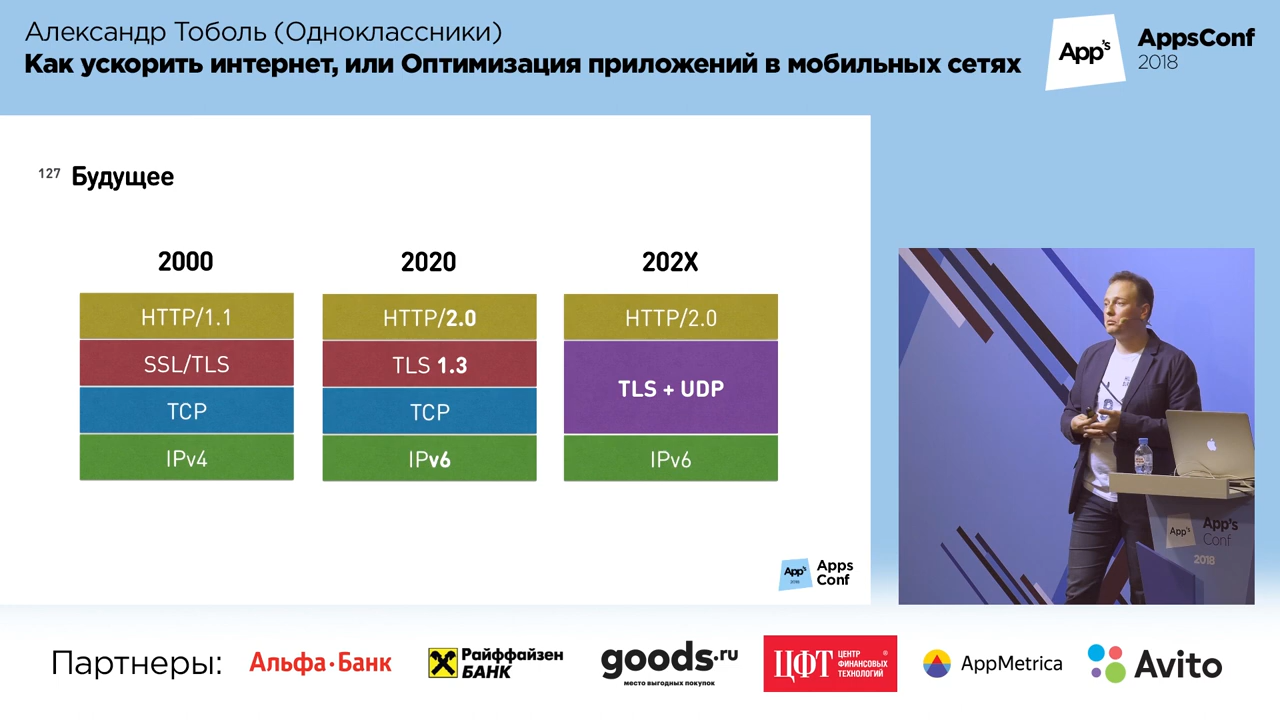 Александр Тоболь (Одноклассники)
Как ускорить интернет, или Оптимизация приложений в мобильных сетях
App's
AppsConf
2018
127 Будущее
2000
2020
202X
HTTP/1.1
HTTP/2.0
HTTP/2.0
SSL/TLS
TLS 1.3
TLS + UDP
TCP
TCP
IPv4
IPv6
IPv6
App's
2018
Apps
Conf
App's
App's
Conf
2018
Партнеры:
Альфа·Банк
Райффайзен
БАНК
goods.ru
место выгодных покупок
ЦФТ
ЦЕНТР
ФИНАНСОВЫХ
ТЕХНОЛОГИЙ
®
AppMetrica
Avito